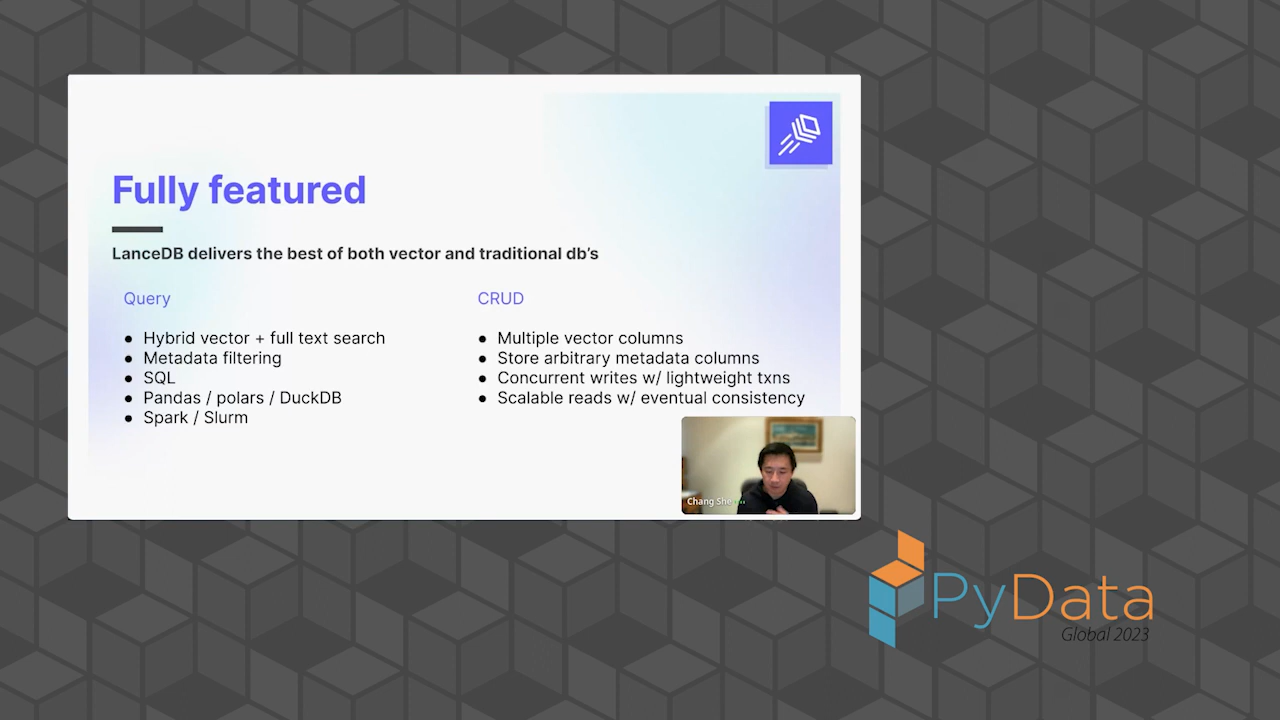 Fully featured
LanceDB delivers the best of both vector and traditional db's
Query
• Hybrid vector + full text search
• Metadata filtering
• SQL
• Pandas / polars / DuckDB
• Spark / Slurm
CRUD
• Multiple vector columns
• Store arbitrary metadata columns
• Concurrent writes w/ lightweight txns
• Scalable reads w/ eventual consistency
Chang She
PyData
Global 2023